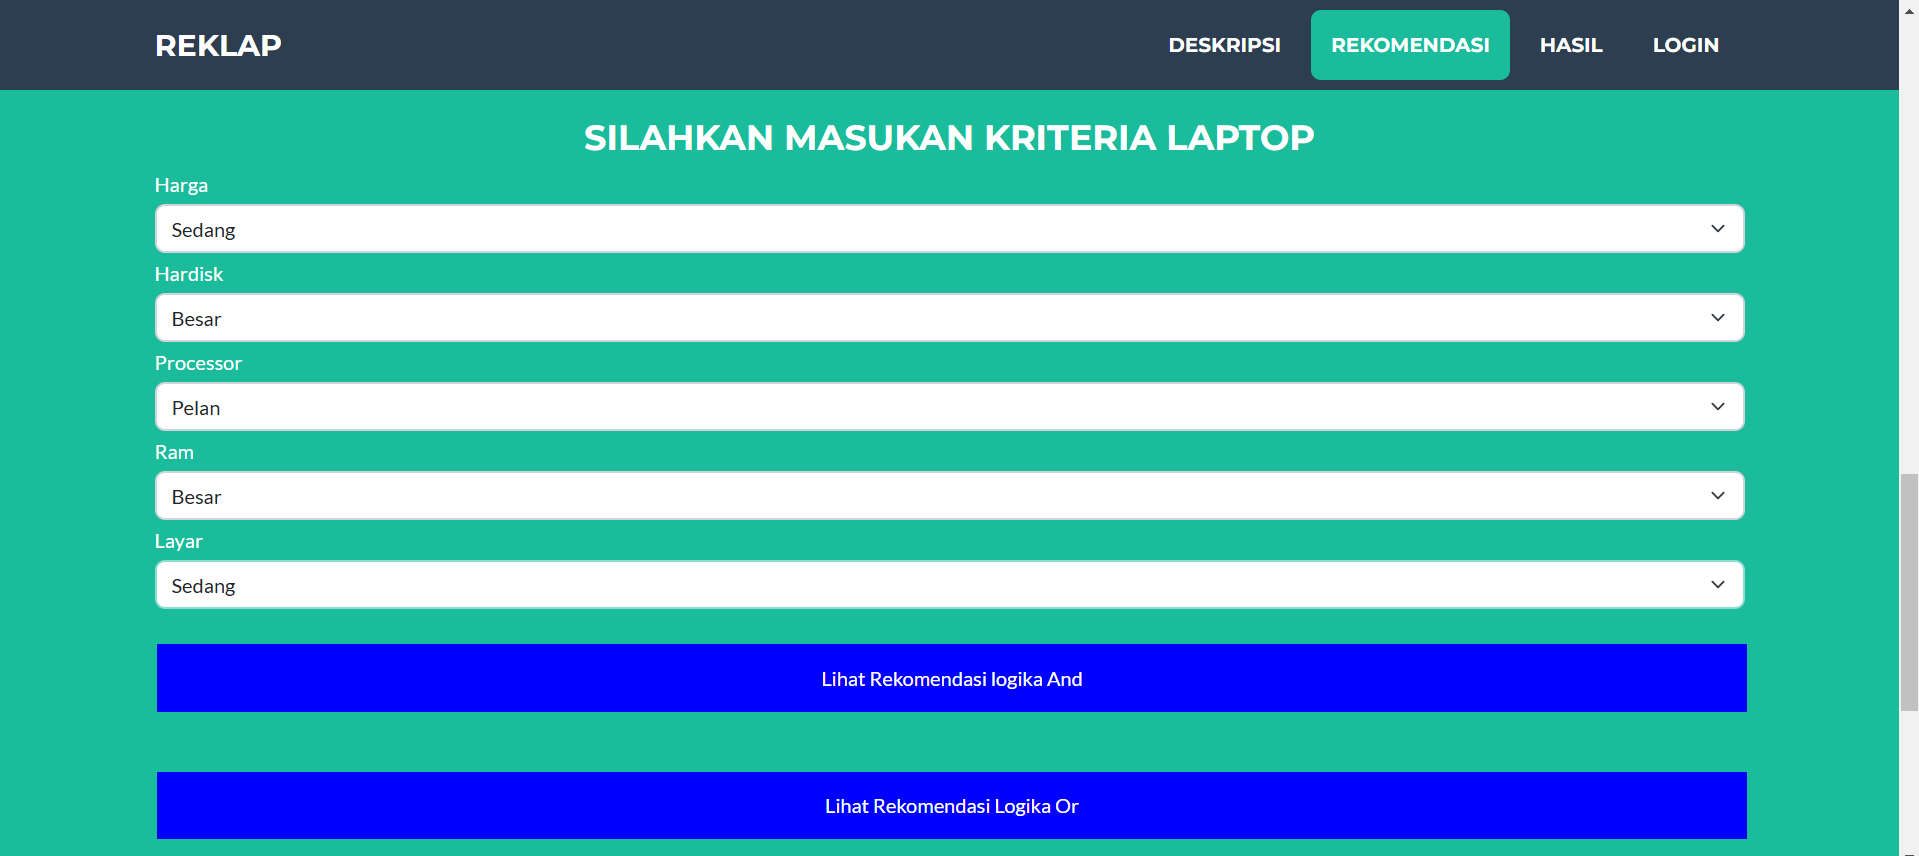 REKLAP
DESKRIPSI
REKOMENDASI
HASIL
LOGIN
SILAHKAN MASUKAN KRITERIA LAPTOP
Harga
Sedang
Hardisk
Besar
Processor
Pelan
Ram
Besar
Layar
Sedang
Lihat Rekomendasi logika And
Lihat Rekomendasi Logika Or